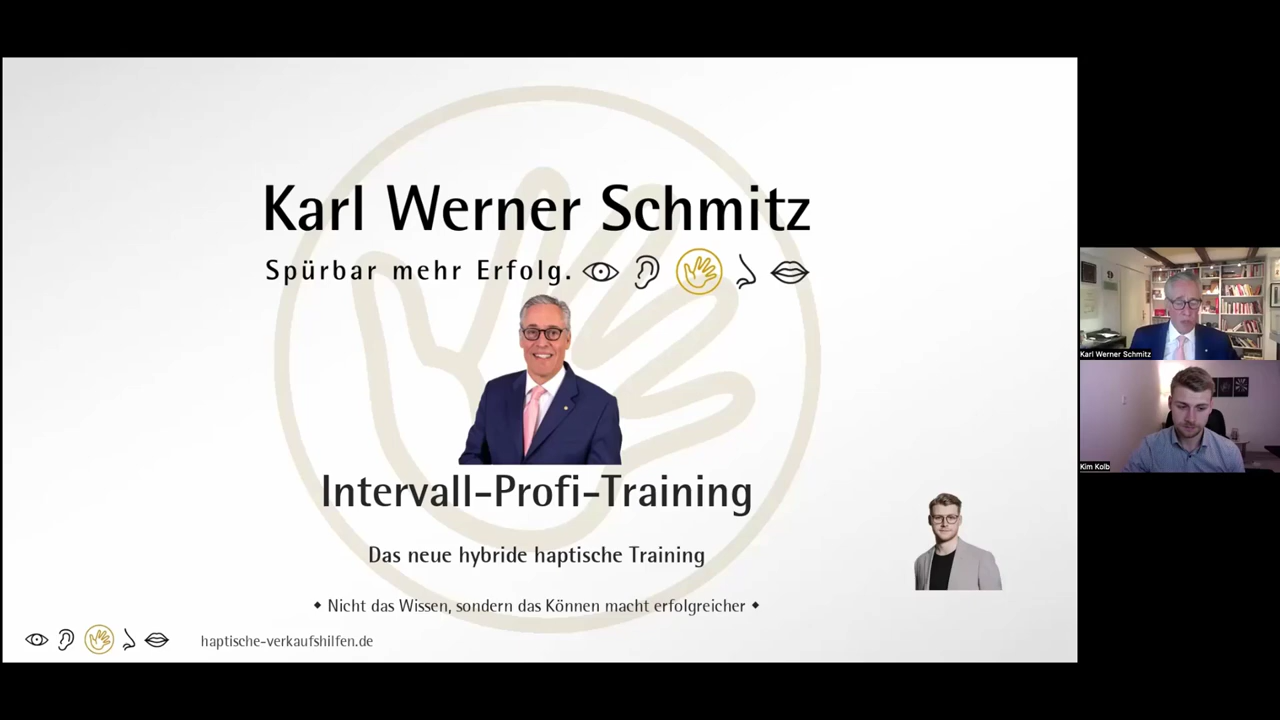 Karl Werner Schmitz
Spürbar mehr Erfolg.
Intervall-Profi-Training
Das neue hybride haptische Training
Nicht das Wissen, sondern das Können macht erfolgreicher
haptische-verkaufshilfen.de
Karl Werner Schmitz
Kim Kolb